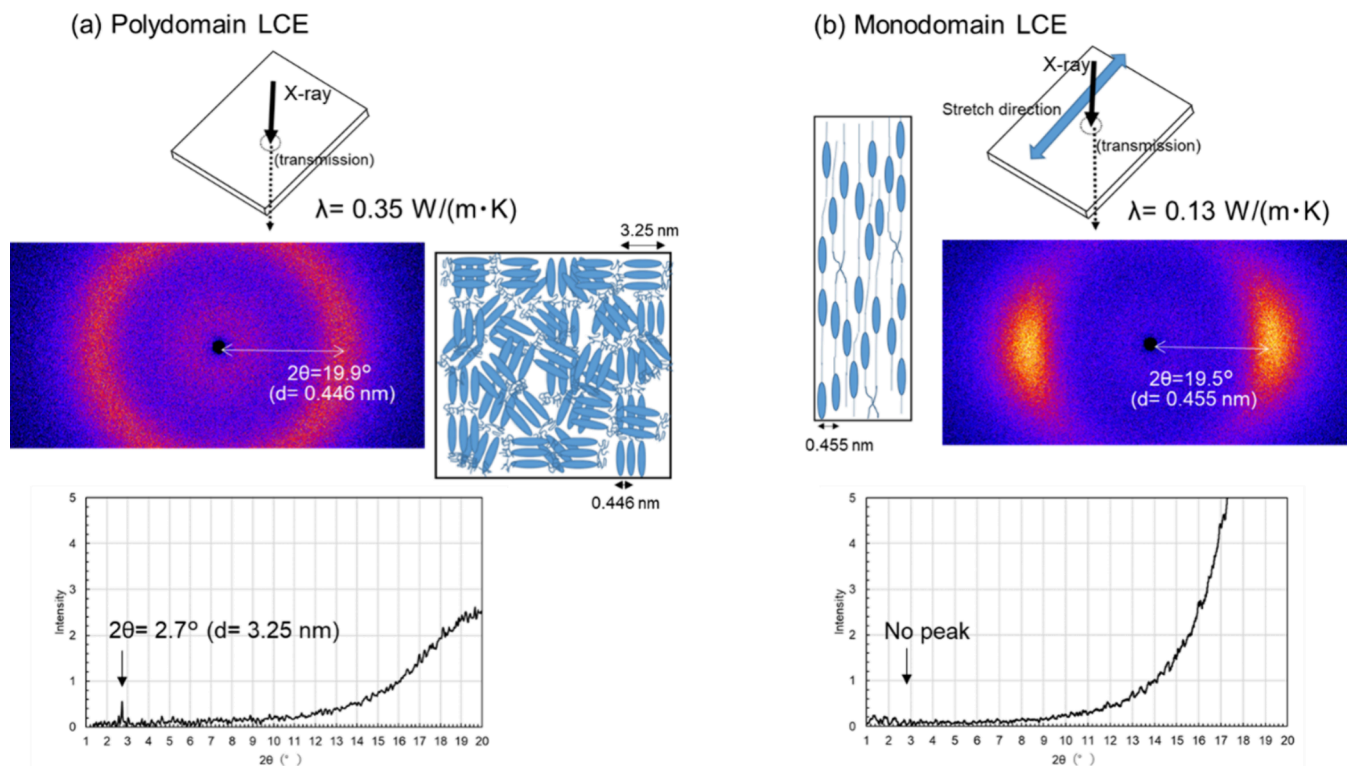 (a) Polydomain LCE
X-ray
(transmission)
λ= 0.35 W/(m･K)
3.25 nm
2θ=19.9°
(d= 0.446 nm)
0.446 nm
5
4
3
2
1
0
Intensity
2θ= 2.7° (d= 3.25 nm)
1 2 3 4 5 6 7 8 9 10 11 12 13 14 15 16 17 18 19 20
2θ (°)
(b) Monodomain LCE
X-ray
Stretch direction
(transmission)
λ= 0.13 W/(m･K)
2θ=19.5°
(d= 0.455 nm)
0.455 nm
5
4
3
2
1
0
Intensity
No peak
1 2 3 4 5 6 7 8 9 10 11 12 13 14 15 16 17 18 19 20
2θ (°)